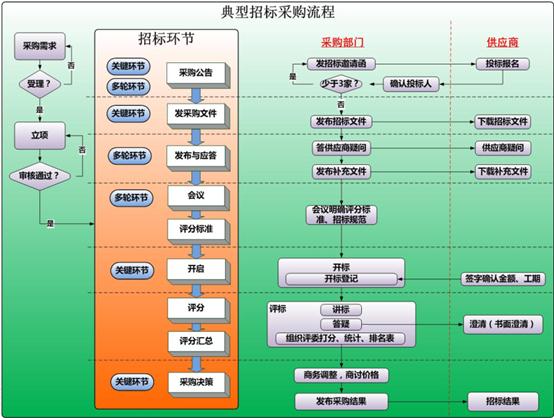 典型招标采购流程
采购需求
否
受理？
是
立项
否
审核通过？
是
招标环节
关键环节
多轮环节
采购公告
关键环节
发采购文件
多轮环节
发布与应答
多轮环节
会议
评分标准
关键环节
开启
评分
评分汇总
关键环节
采购决策
采购部门
供应商
发招标邀请函
投标报名
是
少于3家？
确认投标人
否
发布招标文件
下载招标文件
答供应商疑问
供应商疑问
发布补充文件
下载补充文件
会议明确评分标
准、招标规范
开标
开标登记
签字确认金额、工期
评标
讲标
答疑
澄清（书面澄清）
组织评委打分、统计、排名表
商务调整，商讨价格
发布采购结果
招标结果